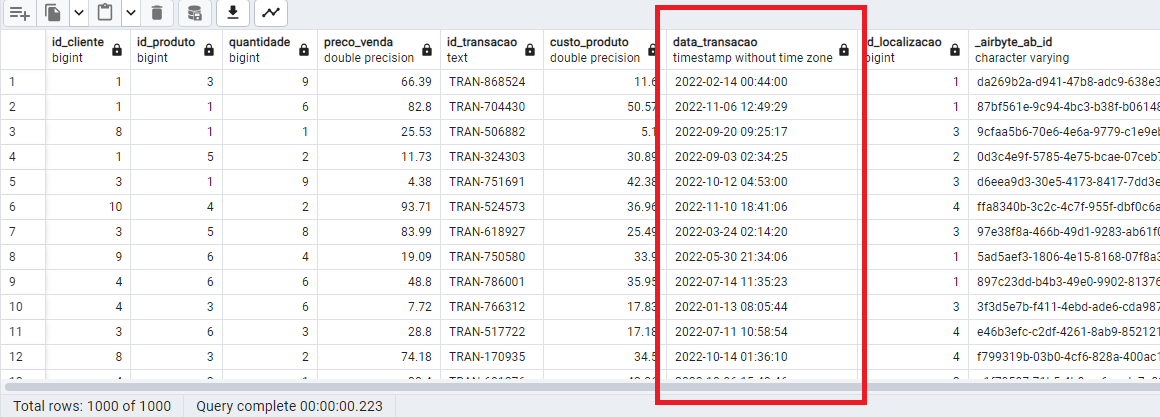 id_cliente id_produto quantidade preco_venda id_transacao custo_produto data_transacao d_localizacao _airbyte_ab_id
bigint bigint bigint double precision text double precision timestamp without time zone bigint character varying
1 1 3 9 66.39 TRAN-868524 11.6 2022-02-14 00:44:00 1 da269b2a-d941-47b8-adc9-638e3
2 1 1 6 82.8 TRAN-704430 50.57 2022-11-06 12:49:29 1 87bf561e-9c94-4bc3-b38f-b06148
3 8 1 1 25.53 TRAN-506882 5.1 2022-09-20 09:25:17 3 9cfaa5b6-70e6-4e6a-9779-c1e9eb
4 1 5 2 11.73 TRAN-324303 30.89 2022-09-03 02:34:25 2 0d3c4e9f-5785-4e75-bcae-07ceb7
5 3 1 9 4.38 TRAN-751691 42.38 2022-10-12 04:53:00 3 d6eea9d3-30e5-4173-8417-7dd3e
6 10 4 2 93.71 TRAN-524573 36.96 2022-11-10 18:41:06 4 ffa8340b-3c2c-4c7f-955f-dbf0c6a
7 3 5 8 83.99 TRAN-618927 25.49 2022-03-24 02:14:20 3 97e38f8a-466b-49d1-9283-ab61f0
8 9 6 4 19.09 TRAN-750580 33.9 2022-05-30 21:34:06 1 5ad5aef3-1806-4e15-8168-07f8a3
9 4 6 6 48.8 TRAN-786001 35.95 2022-07-14 11:35:23 1 897c23dd-b4b3-49e0-9902-81376
10 4 3 6 7.72 TRAN-766312 17.83 2022-01-13 08:05:44 3 3f3d5e7b-f411-4ebd-ade6-cda987
11 3 6 3 28.8 TRAN-517722 17.18 2022-07-11 10:58:54 4 e46b3efc-c2df-4261-8ab9-852121
12 8 3 2 74.18 TRAN-170935 34.5 2022-10-14 01:36:10 4 f799319b-03b0-4cf6-828a-400ac1
Total rows: 1000 of 1000 Query complete 00:00:00.223